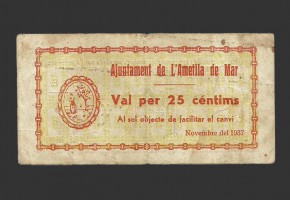 Ajuntament de L'Ametlla de Mar
Val per 25 cèntims
Al sol objecte de facilitar el canvi
Novembre del 1937